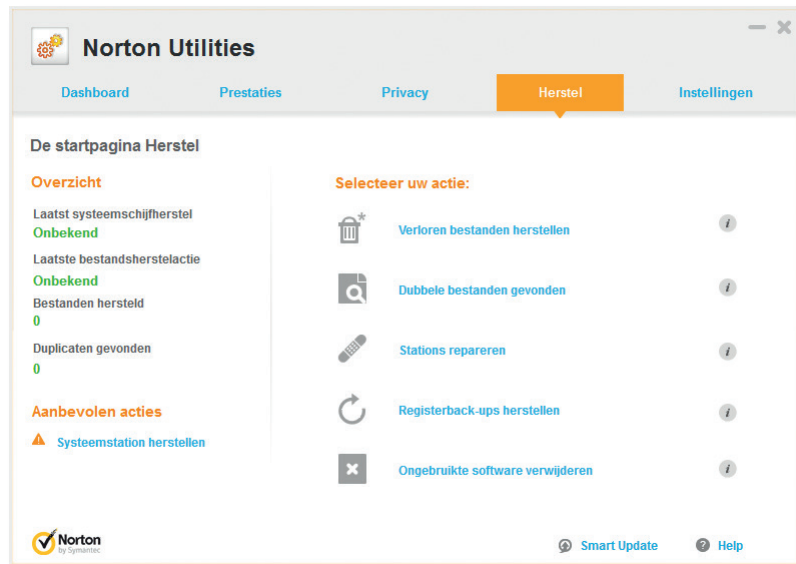 Norton Utilities
Dashboard
Prestaties
Privacy
Herstel
Instellingen
De startpagina Herstel
Overzicht
Laatst systeemschijfherstel
Onbekend
Laatste bestandsherstelactie
Onbekend
Bestanden hersteld
0
Duplicaten gevonden
0
Aanbevolen acties
Systeemstation herstellen
Selecteer uw actie:
Verloren bestanden herstellen
Dubbele bestanden gevonden
Stations repareren
Registerback-ups herstellen
Ongebruikte software verwijderen
Norton
by Symantec
Smart Update
Help